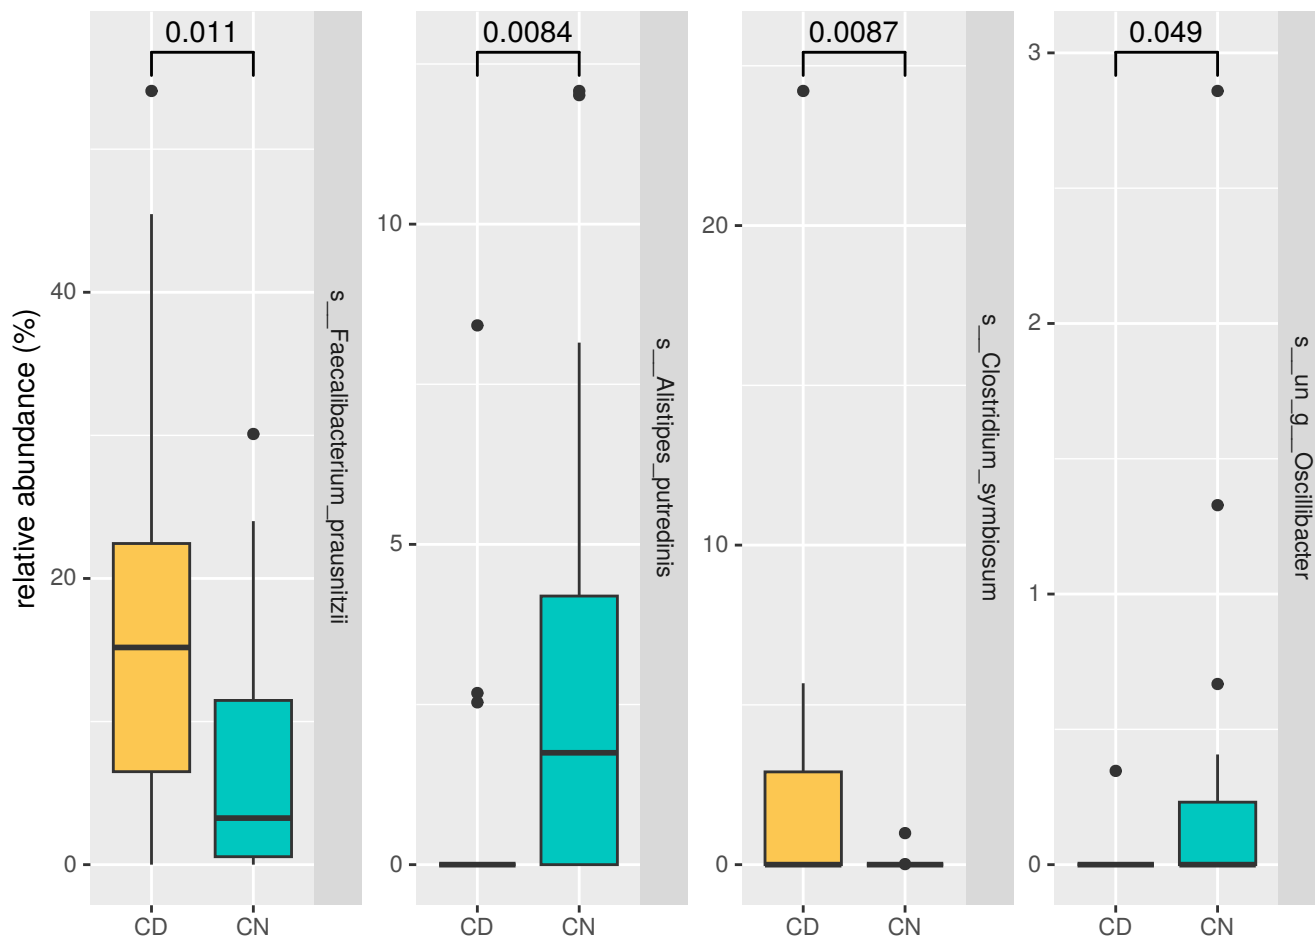 relative abundance (%)
0.011
40
20
0
CD
CN
s__Faecalibacterium_prausnitzii
0.0084
10
5
0
CD
CN
s__Alistipes_putredinis
0.0087
20
10
0
CD
CN
s__Clostridium_symbiosum
0.049
3
2
1
0
CD
CN
s__un_g__Oscillibacter